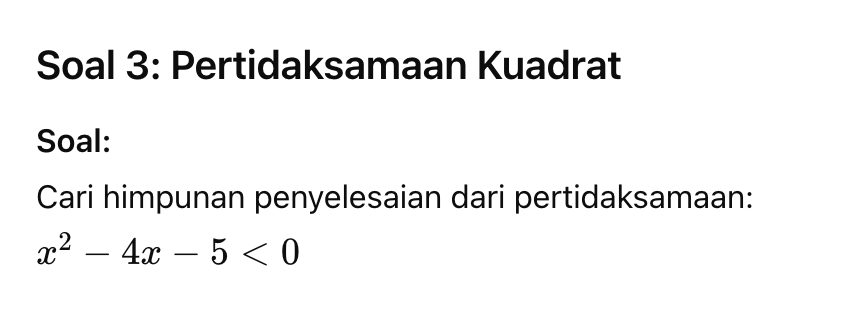 Soal 3: Pertidaksamaan Kuadrat
Soal:
Cari himpunan penyelesaian dari pertidaksamaan:
x² − 4x − 5 < 0